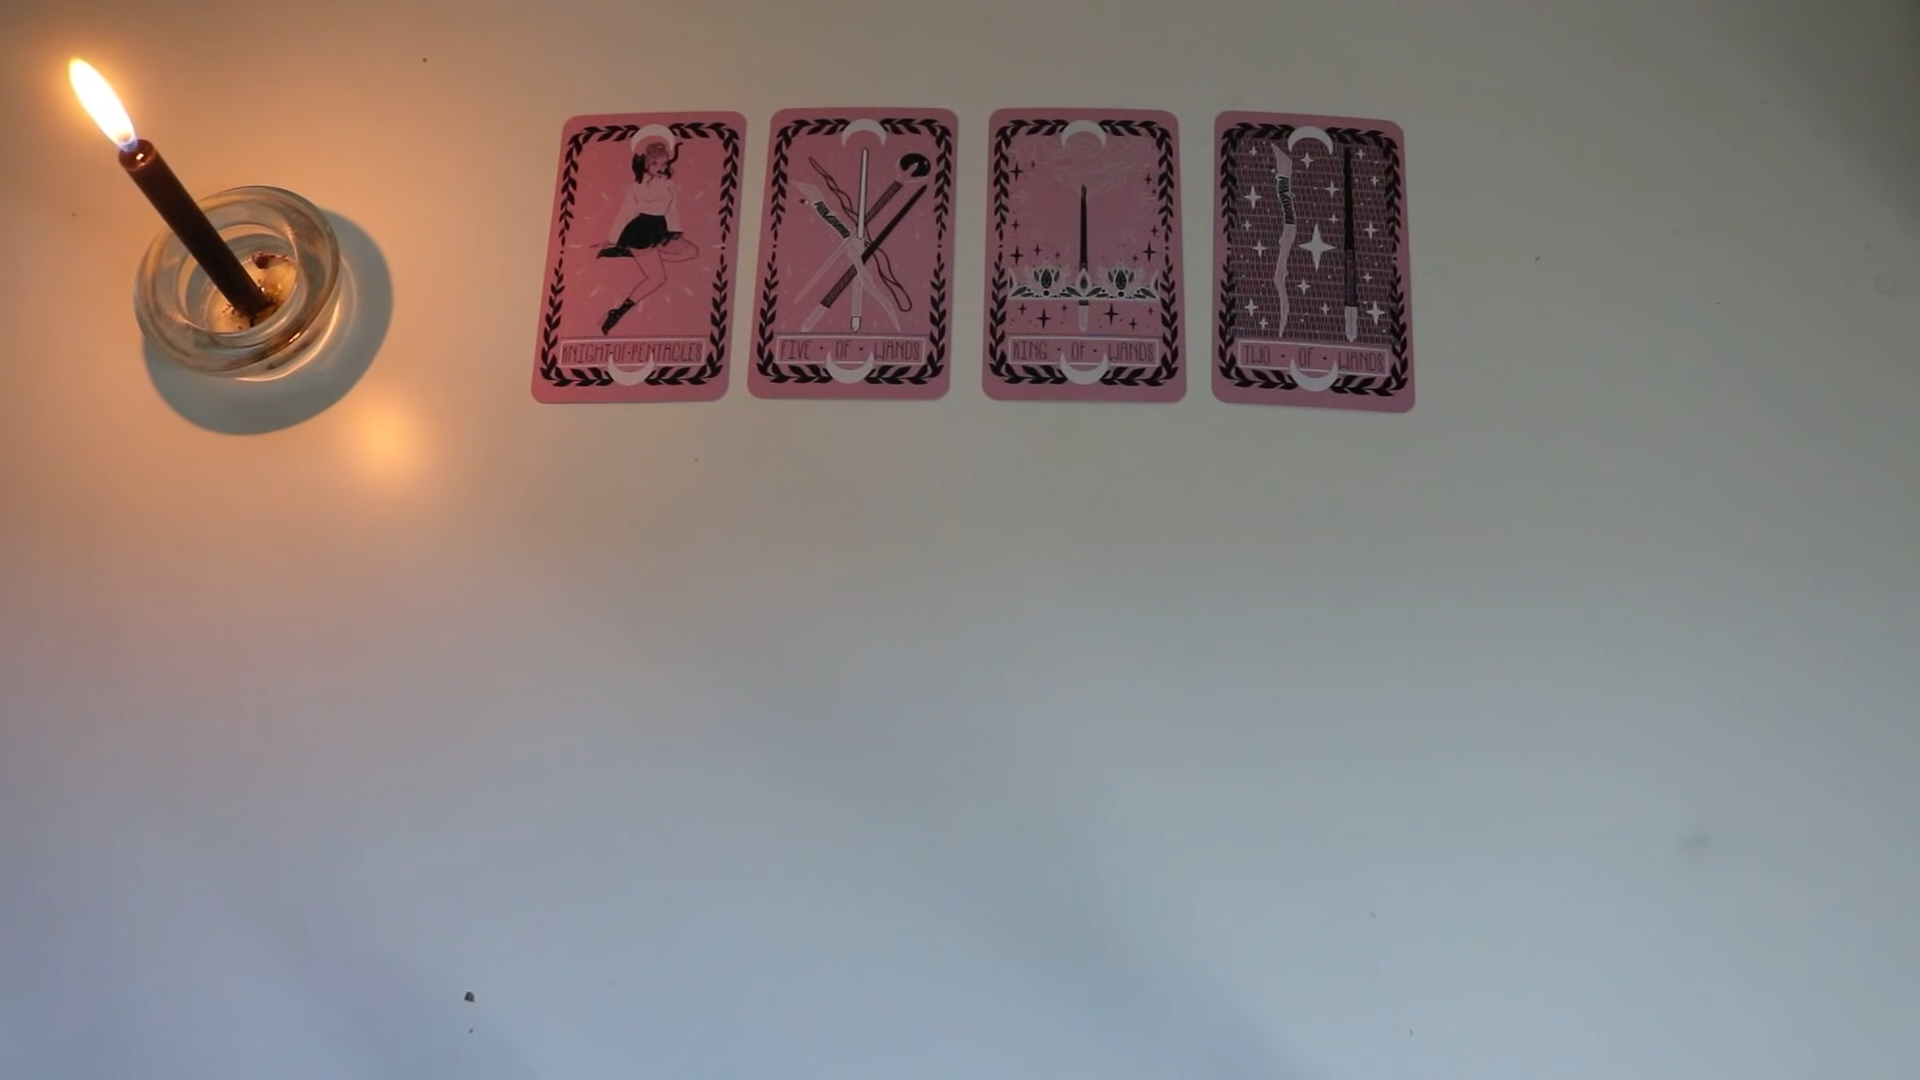 KNIGHT·OF·PENTACLES
FIVE · OF · WANDS
KING · OF · WANDS
TWO · OF · WANDS